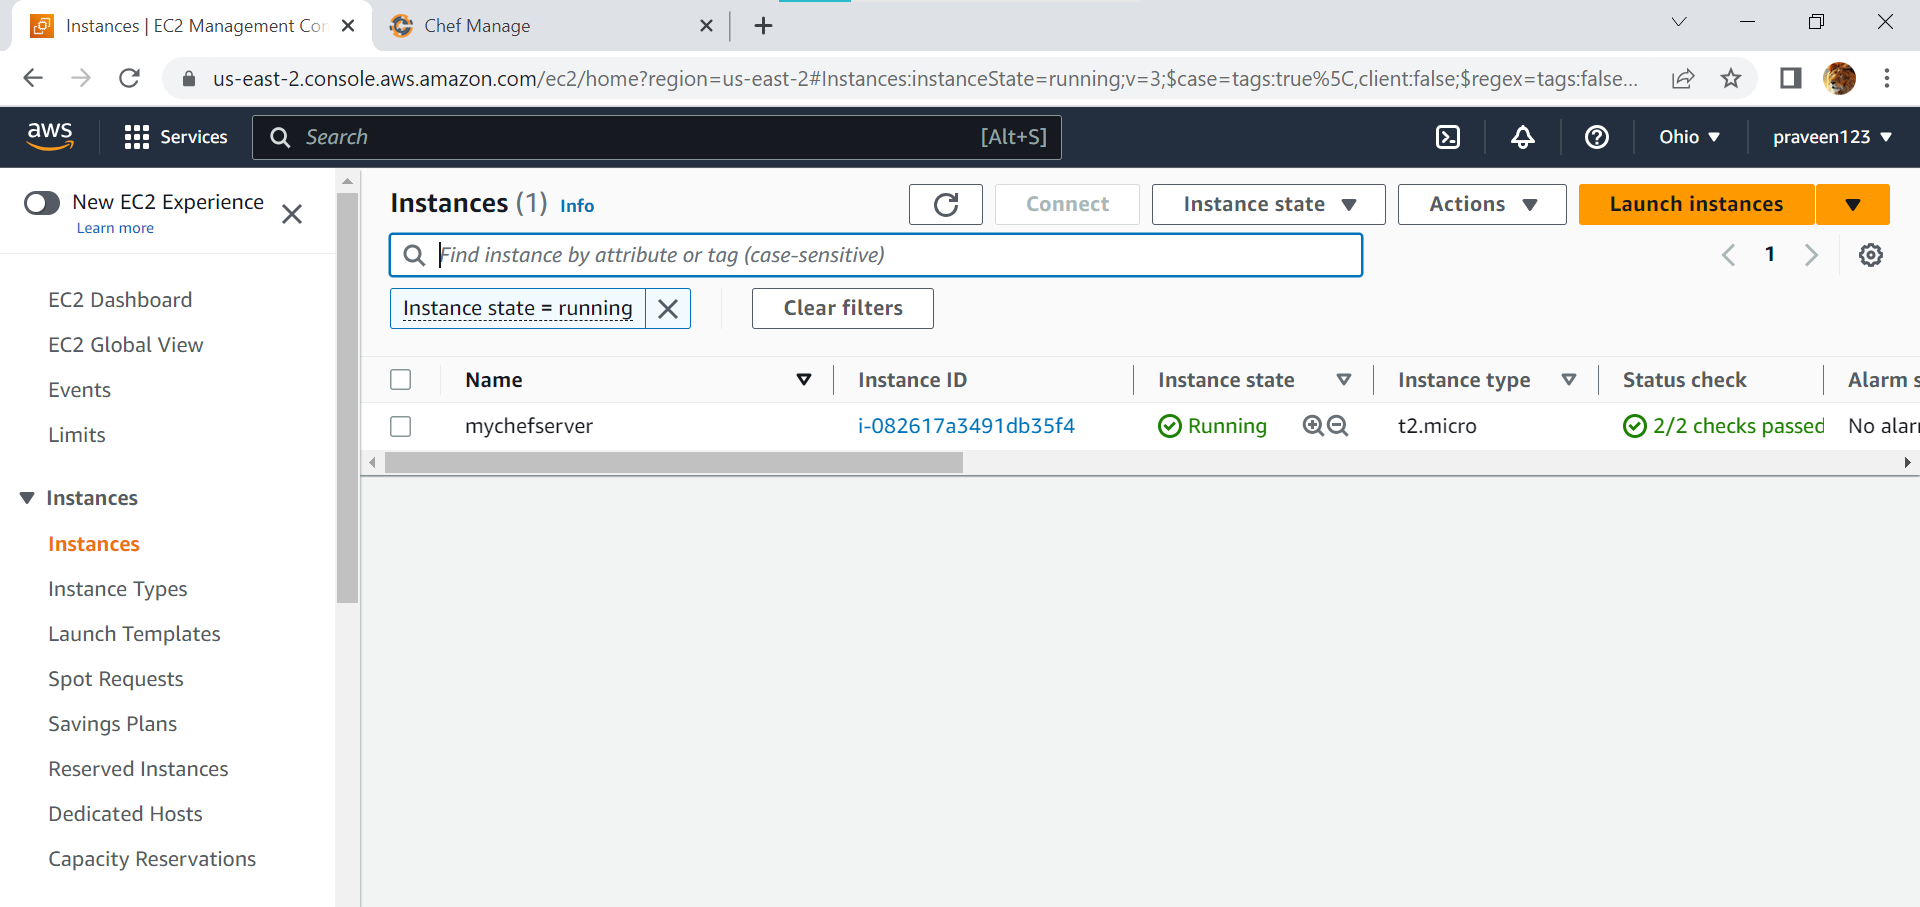 Instances | EC2 Management Con
Chef Manage
us-east-2.console.aws.amazon.com/ec2/home?region=us-east-2#Instances:instanceState=running;v=3;$case=tags:true%5C,client:false;$regex=tags:false...
aws
Services
Search
[Alt+S]
Ohio
praveen123
New EC2 Experience
Learn more
EC2 Dashboard
EC2 Global View
Events
Limits
Instances
Instances
Instance Types
Launch Templates
Spot Requests
Savings Plans
Reserved Instances
Dedicated Hosts
Capacity Reservations
Instances (1) Info
Connect
Instance state
Actions
Launch instances
Find instance by attribute or tag (case-sensitive)
1
Instance state = running
Clear filters
Name Instance ID Instance state Instance type Status check Alarm s
mychefserver i-082617a3491db35f4 Running t2.micro 2/2 checks passed No alar